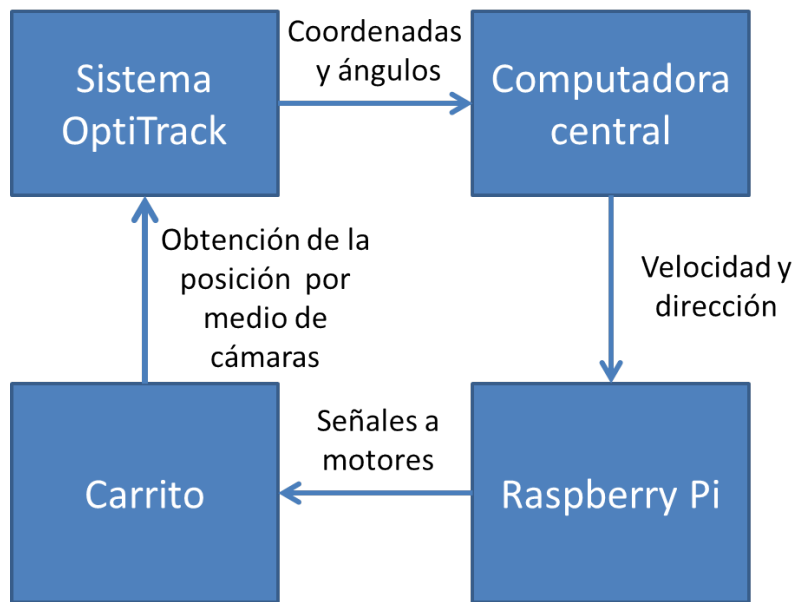 Sistema
OptiTrack
Coordenadas
y ángulos
Computadora
central
Obtención de la
posición por
medio de
cámaras
Velocidad y
dirección
Carrito
Señales a
motores
Raspberry Pi